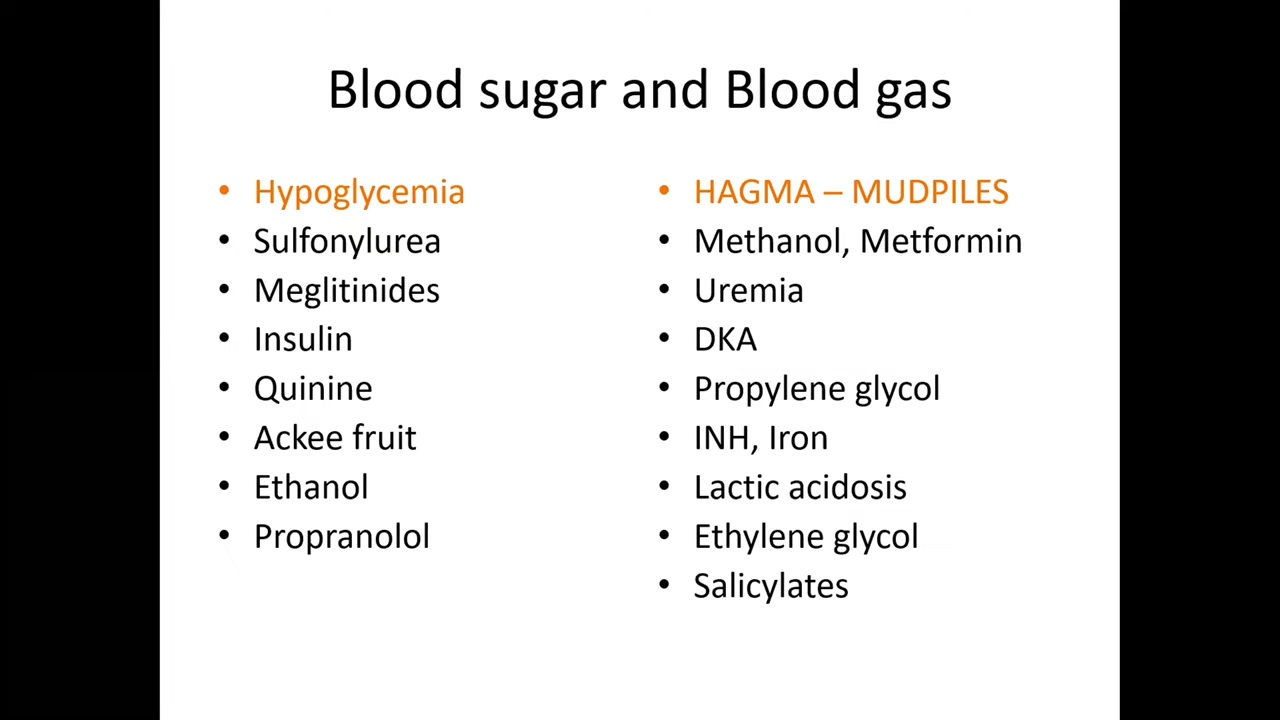 Blood sugar and Blood gas
• Hypoglycemia
• Sulfonylurea
• Meglitinides
• Insulin
• Quinine
• Ackee fruit
• Ethanol
• Propranolol
• HAGMA – MUDPILES
• Methanol, Metformin
• Uremia
• DKA
• Propylene glycol
• INH, Iron
• Lactic acidosis
• Ethylene glycol
• Salicylates